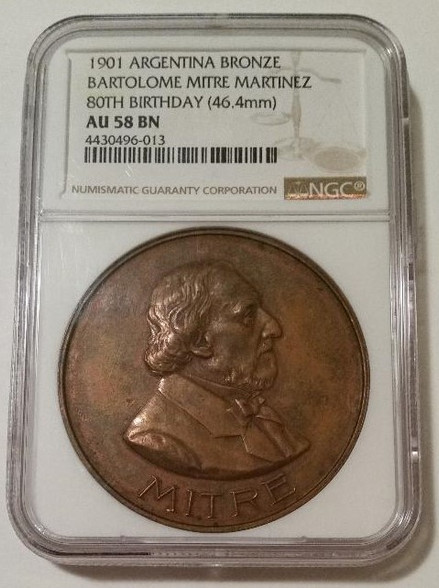 1901 ARGENTINA BRONZE
BARTOLOME MITRE MARTINEZ
80TH BIRTHDAY (46.4mm)
AU 58 BN
4430496-013
NUMISMATIC GUARANTY CORPORATION NGC®
MITRE